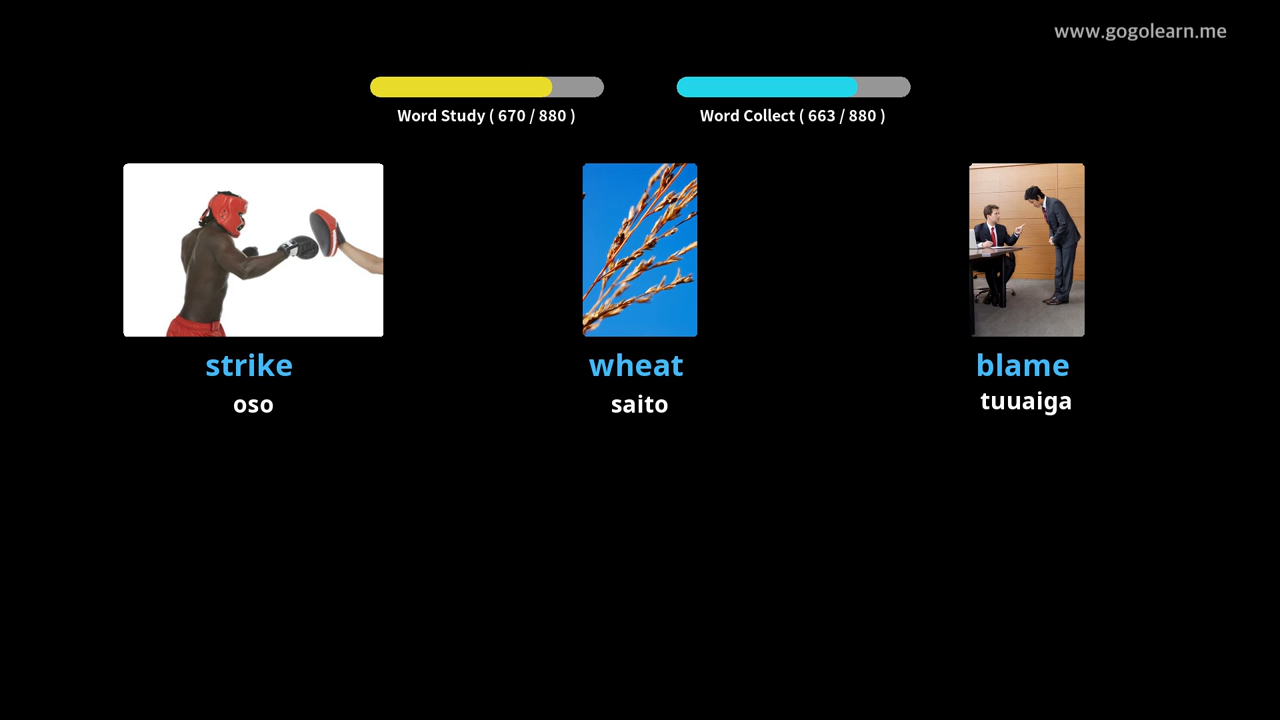 www.gogolearn.me
Word Study ( 670 / 880 )
Word Collect ( 663 / 880 )
strike
oso
wheat
saito
blame
tuuaiga